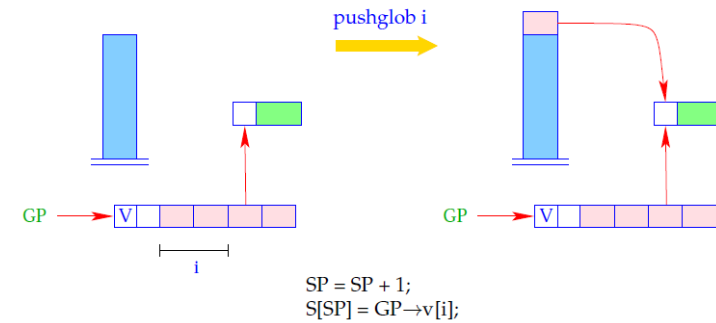 pushglob i
GP
V
i
GP
V
SP = SP + 1;
S[SP] = GP→v[i];